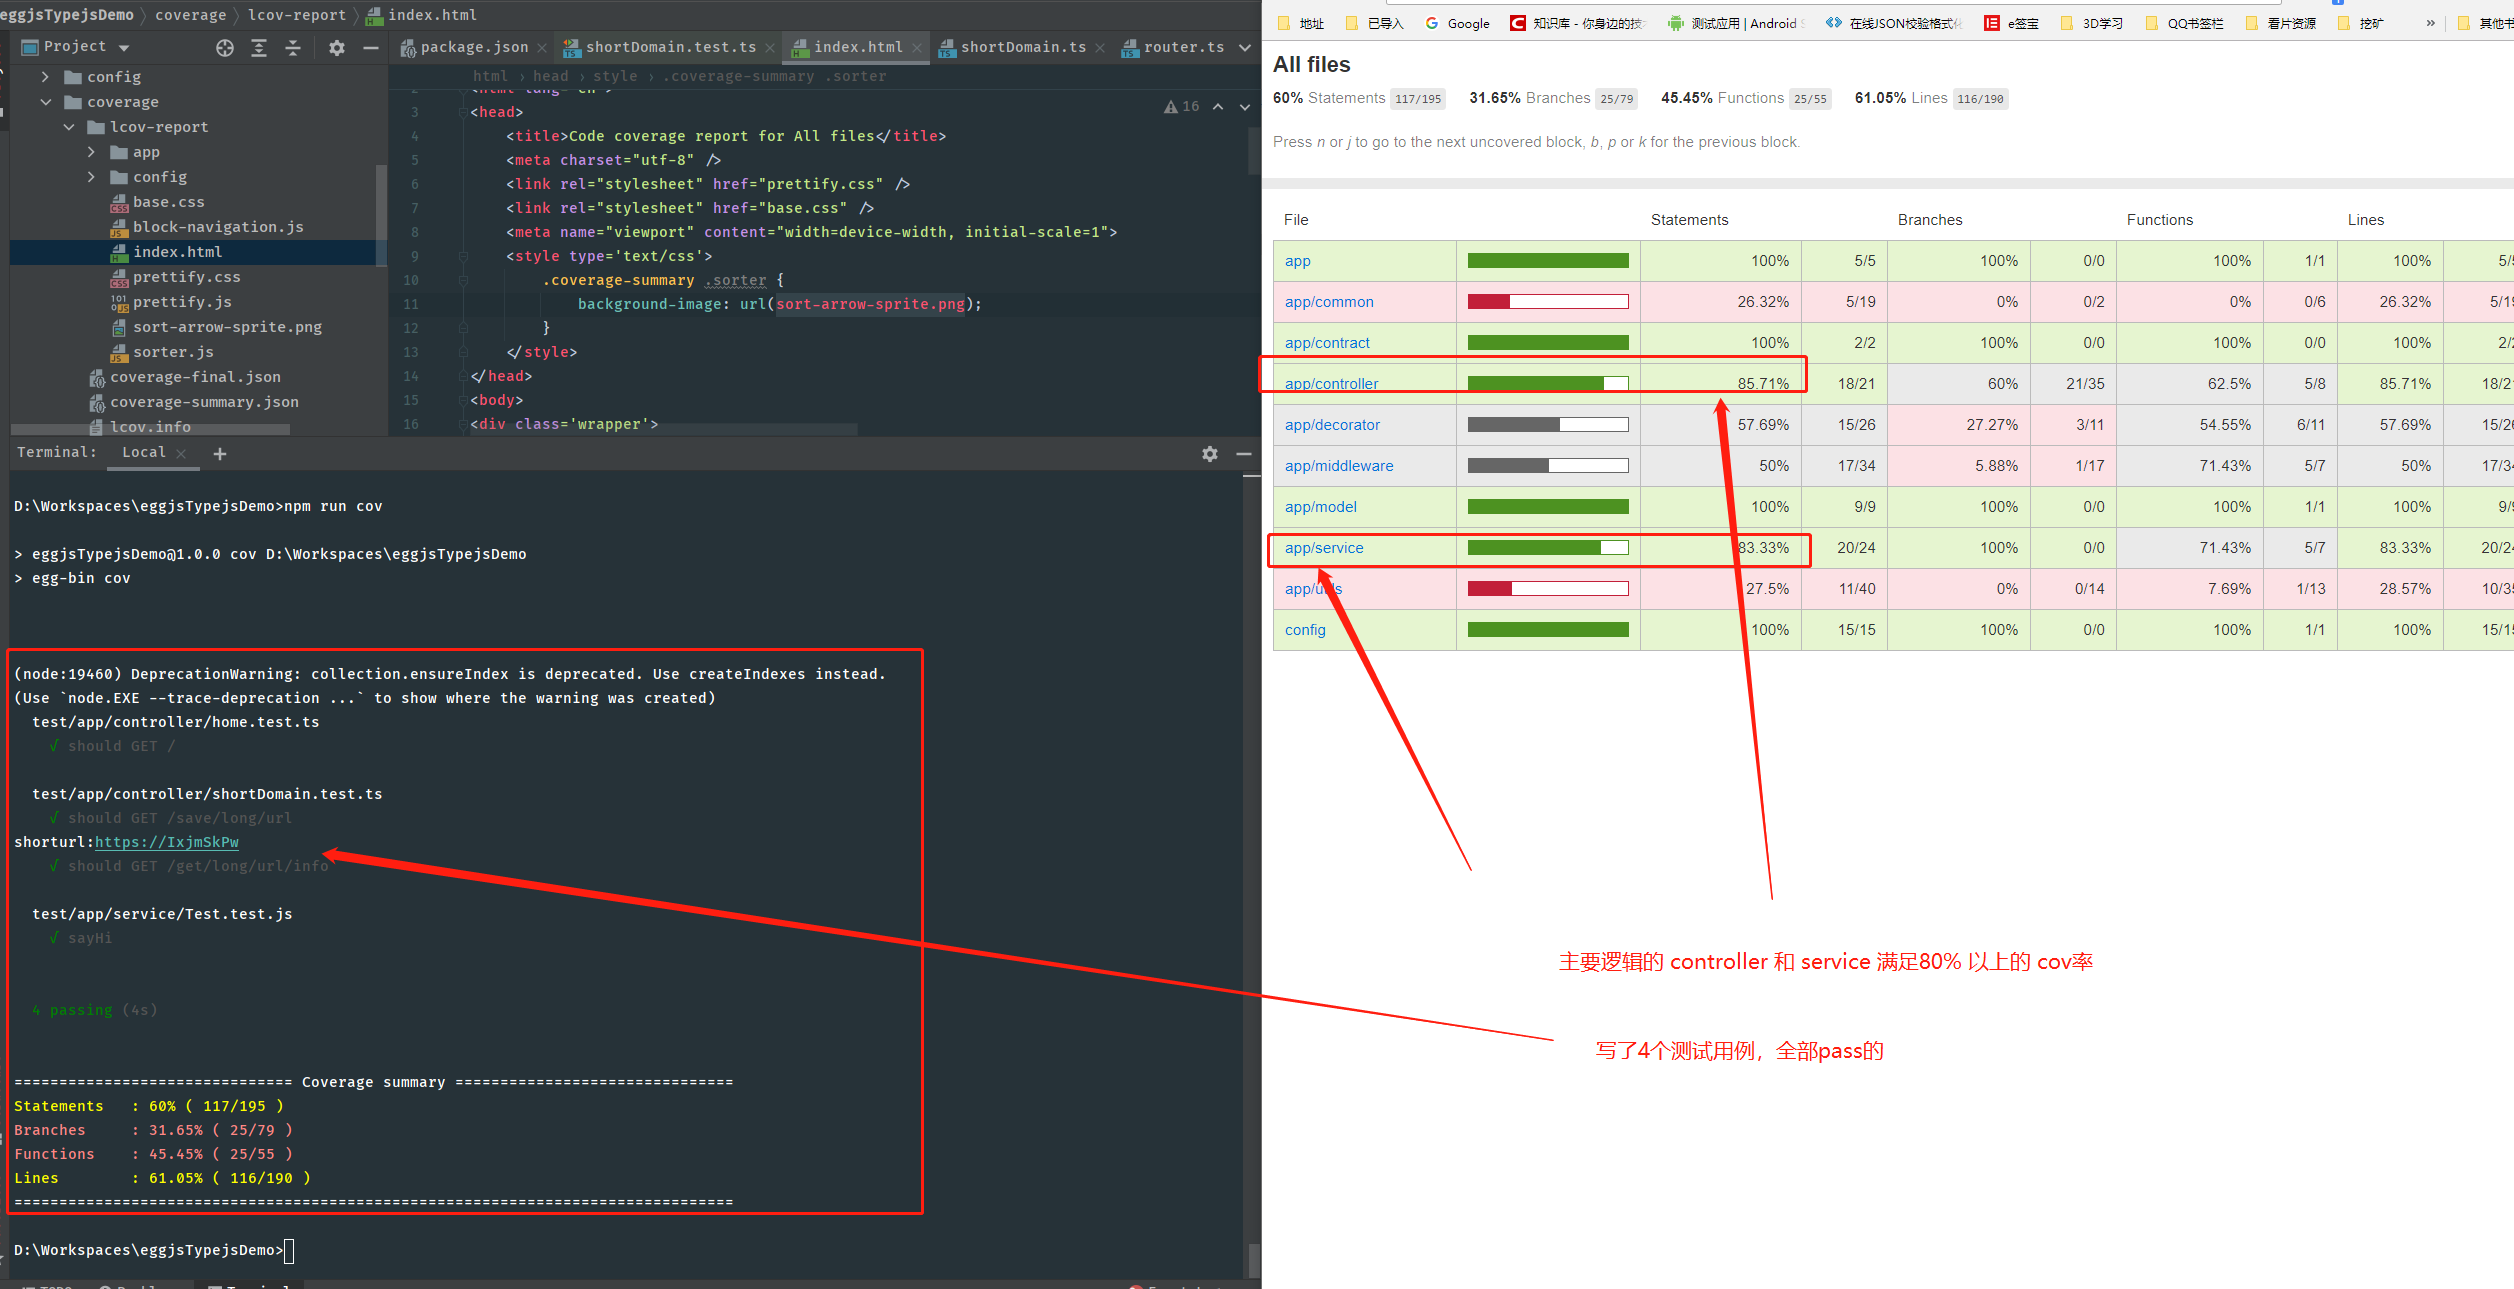 eggjsTypejsDemo 〉 coverage 〉 lcov-report 〉 index.html
Project
config
coverage
lcov-report
app
config
base.css
block-navigation.js
index.html
prettify.css
prettify.js
sort-arrow-sprite.png
sorter.js
coverage-final.json
coverage-summary.json
lcov.info
package.json × shortDomain.test.ts × index.html × shortDomain.ts × router.ts
html › head › style › .coverage-summary .sorter
16
3 <head>
4 <title>Code coverage report for All files</title>
5 <meta charset="utf-8" />
6 <link rel="stylesheet" href="prettify.css" />
7 <link rel="stylesheet" href="base.css" />
8 <meta name="viewport" content="width=device-width, initial-scale=1">
9 <style type='text/css'>
10 .coverage-summary .sorter {
11 background-image: url(sort-arrow-sprite.png);
12 }
13 </style>
14 </head>
15 <body>
16 <div class='wrapper'>
Terminal: Local × +
D:\Workspaces\eggjsTypejsDemo>npm run cov
> eggjsTypejsDemo@1.0.0 cov D:\Workspaces\eggjsTypejsDemo
> egg-bin cov
(node:19460) DeprecationWarning: collection.ensureIndex is deprecated. Use createIndexes instead.
(Use `node.EXE --trace-deprecation ...` to show where the warning was created)
test/app/controller/home.test.ts
√ should GET /
test/app/controller/shortDomain.test.ts
√ should GET /save/long/url
shorturl:https://IxjmSkPw
√ should GET /get/long/url/info
test/app/service/Test.test.js
√ sayHi
4 passing (4s)
=============================== Coverage summary ===============================
Statements : 60% ( 117/195 )
Branches : 31.65% ( 25/79 )
Functions : 45.45% ( 25/55 )
Lines : 61.05% ( 116/190 )
================================================================================
D:\Workspaces\eggjsTypejsDemo>
地址 已导入 Google 知识库 - 你身边的技 测试应用 | Android 在线JSON校验格式化 e签宝 3D学习 QQ书签栏 看片资源 挖矿 » 其他书
All files
60% Statements 117/195 31.65% Branches 25/79 45.45% Functions 25/55 61.05% Lines 116/190
Press n or j to go to the next uncovered block, b, p or k for the previous block.
File Statements Branches Functions Lines
app 100% 5/5 100% 0/0 100% 1/1 100% 5/5
app/common 26.32% 5/19 0% 0/2 0% 0/6 26.32% 5/19
app/contract 100% 2/2 100% 0/0 100% 0/0 100% 2/2
app/controller 85.71% 18/21 60% 21/35 62.5% 5/8 85.71% 18/21
app/decorator 57.69% 15/26 27.27% 3/11 54.55% 6/11 57.69% 15/26
app/middleware 50% 17/34 5.88% 1/17 71.43% 5/7 50% 17/34
app/model 100% 9/9 100% 0/0 100% 1/1 100% 9/9
app/service 83.33% 20/24 100% 0/0 71.43% 5/7 83.33% 20/24
app/utils 27.5% 11/40 0% 0/14 7.69% 1/13 28.57% 10/35
config 100% 15/15 100% 0/0 100% 1/1 100% 15/15
主要逻辑的 controller 和 service 满足80% 以上的 cov率
写了4个测试用例，全部pass的